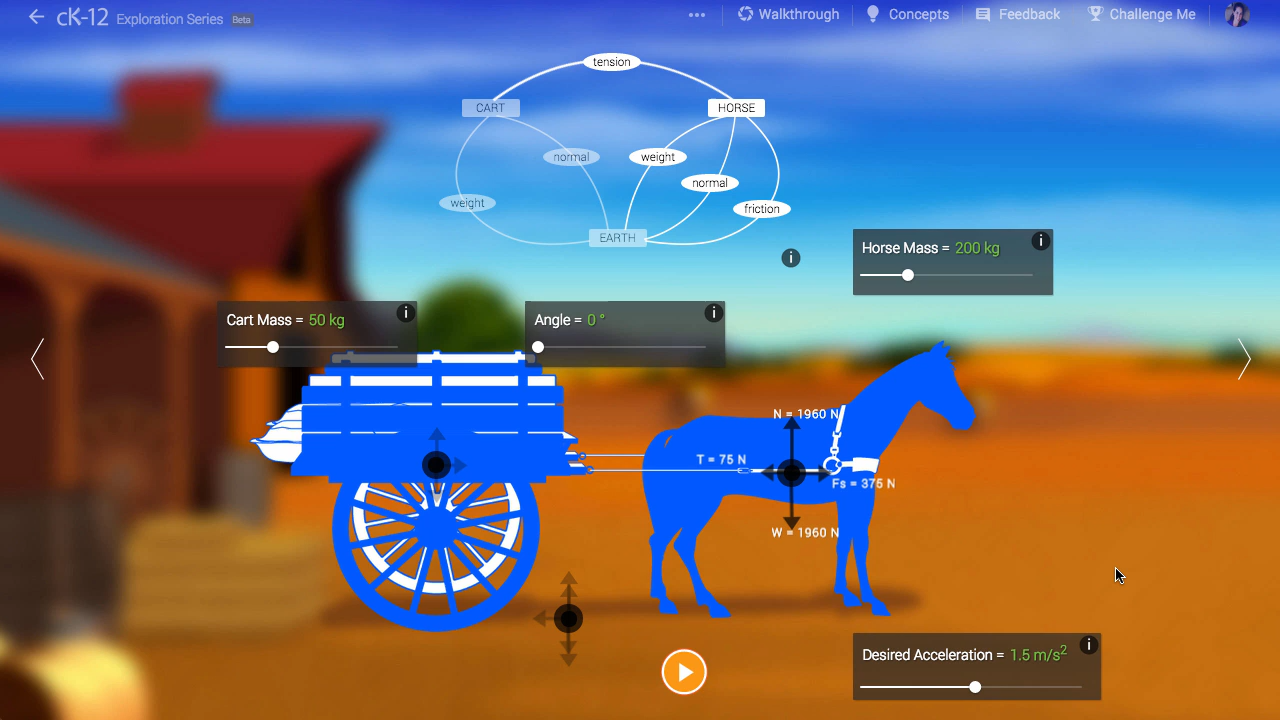 cK-12 Exploration Series Beta
Walkthrough
Concepts
Feedback
Challenge Me
tension
CART
HORSE
normal
weight
normal
weight
friction
EARTH
i
Horse Mass = 200 kg
i
Cart Mass = 50 kg
i
Angle = 0 °
i
N = 1960 N
T = 75 N
Fs = 375 N
W = 1960 N
Desired Acceleration = 1.5 m/s²
i